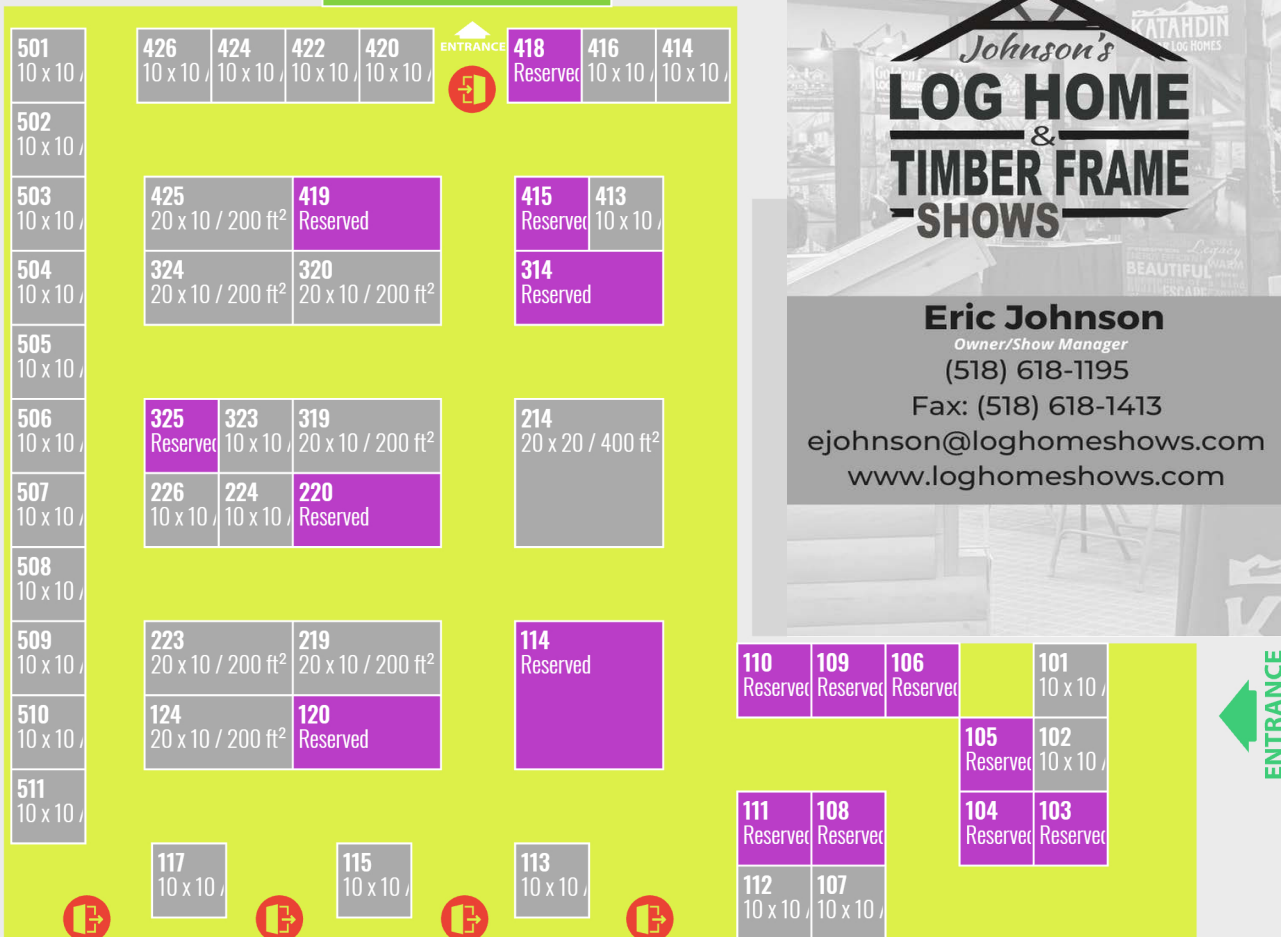 501
10 x 10 /
502
10 x 10 /
503
10 x 10 /
504
10 x 10 /
505
10 x 10 /
506
10 x 10 /
507
10 x 10 /
508
10 x 10 /
509
10 x 10 /
510
10 x 10 /
511
10 x 10 /
426
10 x 10 /
424
10 x 10 /
422
10 x 10 /
420
10 x 10 /
ENTRANCE
418
Reserved
416
10 x 10 /
414
10 x 10 /
425
20 x 10 / 200 ft²
419
Reserved
324
20 x 10 / 200 ft²
320
20 x 10 / 200 ft²
415
Reserved
413
10 x 10 /
314
Reserved
325
Reserved
323
10 x 10 /
319
20 x 10 / 200 ft²
226
10 x 10 /
224
10 x 10 /
220
Reserved
214
20 x 20 / 400 ft²
223
20 x 10 / 200 ft²
219
20 x 10 / 200 ft²
124
20 x 10 / 200 ft²
120
Reserved
114
Reserved
117
10 x 10 /
115
10 x 10 /
113
10 x 10 /
110
Reserved
109
Reserved
106
Reserved
101
10 x 10 /
105
Reserved
102
10 x 10 /
111
Reserved
108
Reserved
104
Reserved
103
Reserved
112
10 x 10 /
107
10 x 10 /
ENTRANCE
KATAHDIN
LOG HOMES
Golden Eagle
Johnson's
LOG HOME
&
TIMBER FRAME
SHOWS
Legacy
BEAUTIFUL WARM
ESCAPE
Eric Johnson
Owner/Show Manager
(518) 618-1195
Fax: (518) 618-1413
ejohnson@loghomeshows.com
www.loghomeshows.com